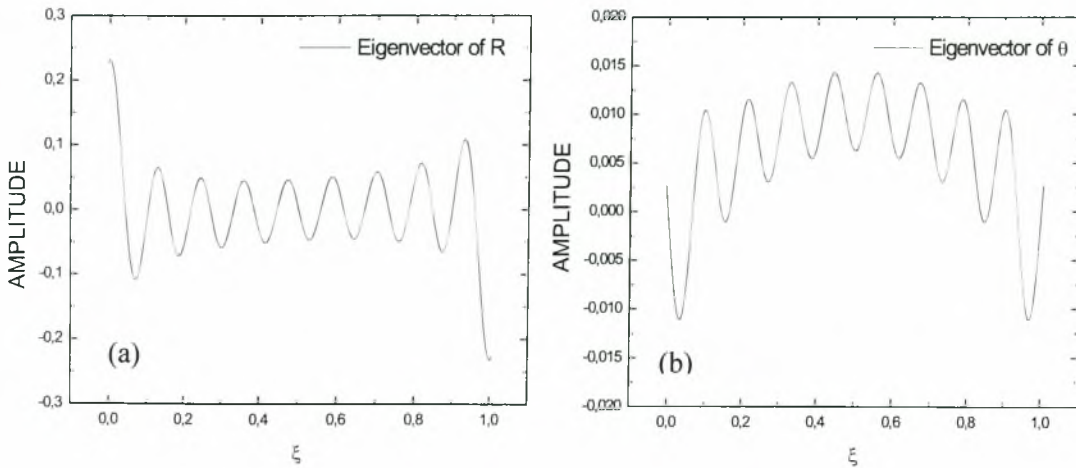 0,3
0,2
0,1
0,0
-0,1
-0,2
-0,3
AMPLITUDE
Eigenvector of R
(a)
0,0 0,2 0,4 0,6 0,8 1,0
ξ
0,020
0,015
0,010
0,005
0,000
-0,005
-0,010
-0,015
-0,020
AMPLITUDE
Eigenvector of θ
(b)
0,0 0,2 0,4 0,6 0,8 1,0
ξ